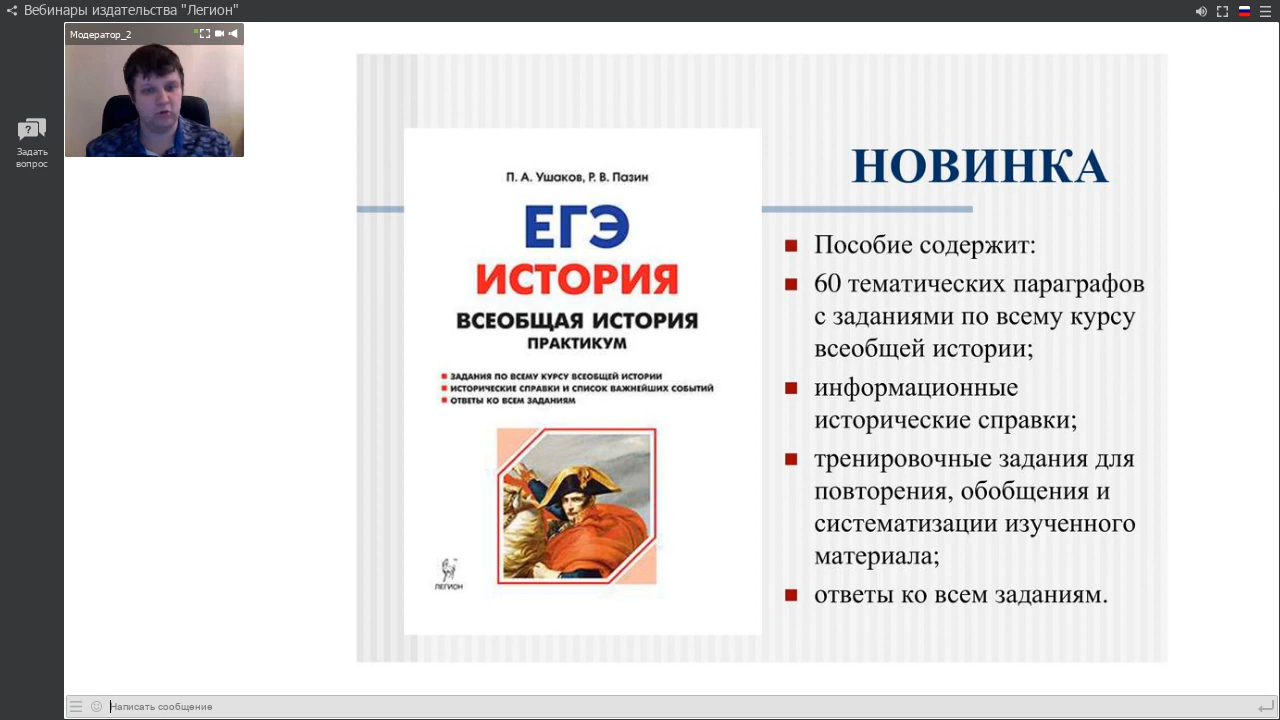 Вебинары издательства "Легион"
Модератор_2
Задать
вопрос
П. А. Ушаков, Р. В. Пазин
ЕГЭ
ИСТОРИЯ
ВСЕОБЩАЯ ИСТОРИЯ
ПРАКТИКУМ
ЗАДАНИЯ ПО ВСЕМУ КУРСУ ВСЕОБЩЕЙ ИСТОРИИ
ИСТОРИЧЕСКИЕ СПРАВКИ И СПИСОК ВАЖНЕЙШИХ СОБЫТИЙ
ОТВЕТЫ КО ВСЕМ ЗАДАНИЯМ
ЛЕГИОН
НОВИНКА
Пособие содержит:
60 тематических параграфов
с заданиями по всему курсу
всеобщей истории;
информационные
исторические справки;
тренировочные задания для
повторения, обобщения и
систематизации изученного
материала;
ответы ко всем заданиям.
Написать сообщение